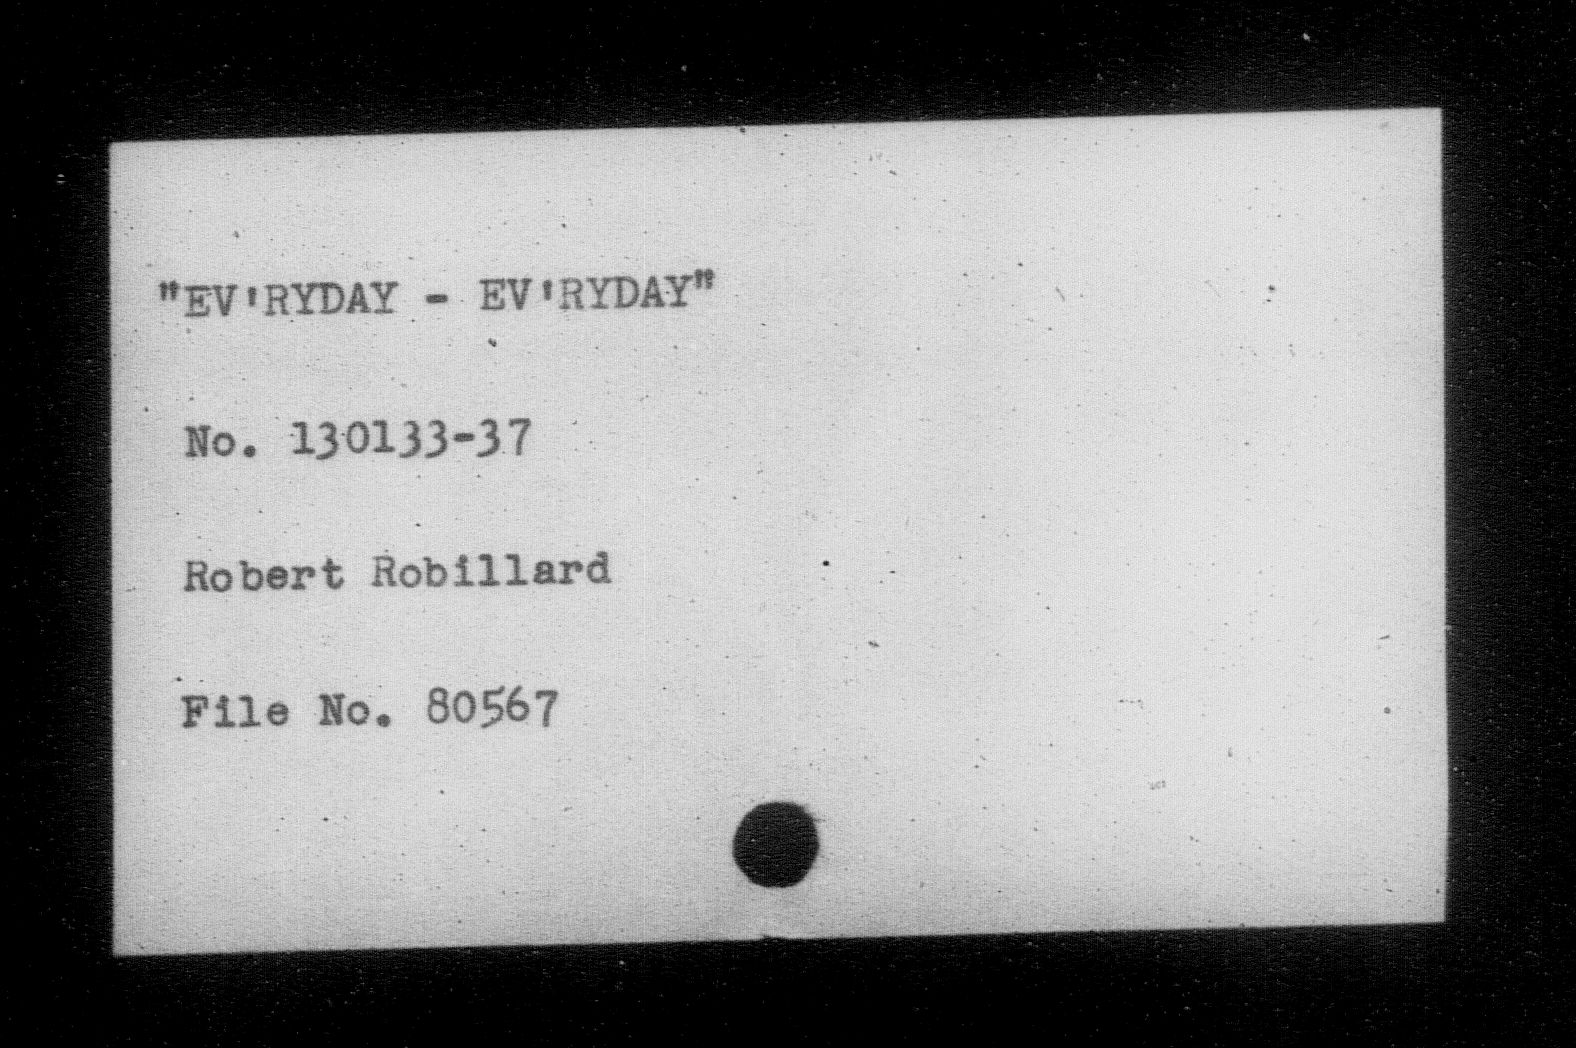 "EV'RYDAY - EV'RYDAY"
No. 130133-37
Robert Robillard
File No. 80567